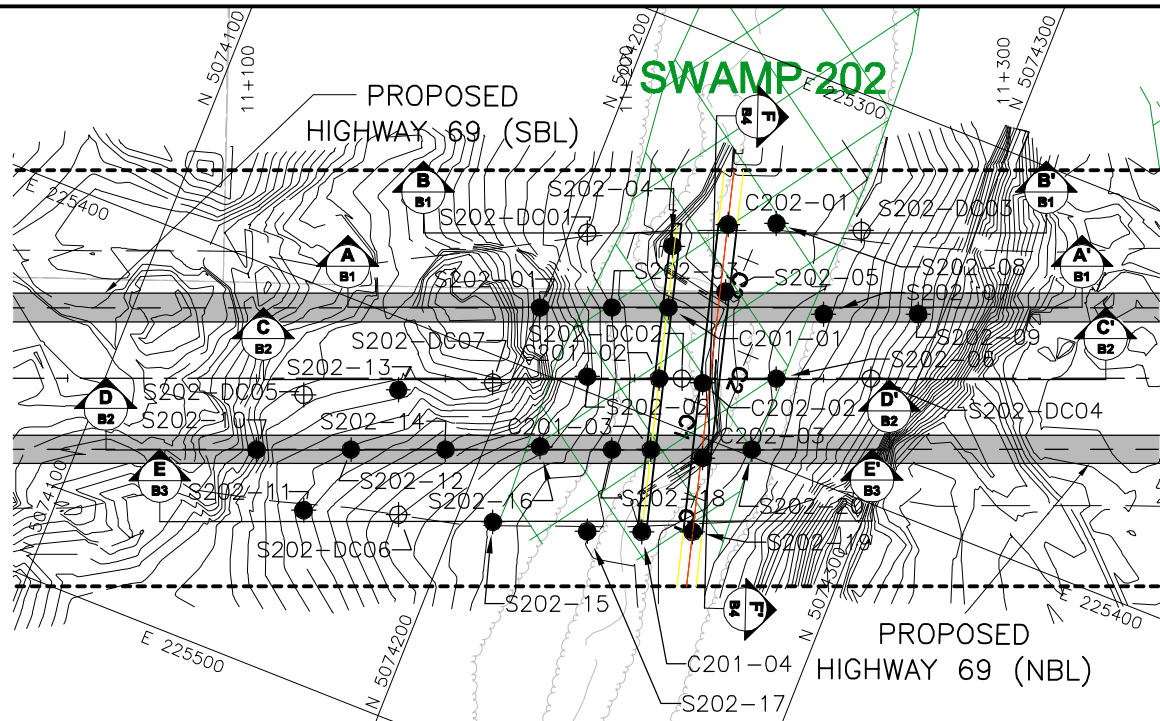 SWAMP 202
N 5074100
11+100
N 5074200
11+200
11+300
N 5074300
E 225300
PROPOSED
HIGHWAY 69 (SBL)
F
B4
E 225400
B
B1
S202-04
C202-01
S202-DC03
B'
B1
S202-DC01
A
B1
S202-01
S202-03
S202-05
S202-08
A'
B1
S202-07
C
B2
S202-DC07
S202-DC02
C201-01
S202-09
C'
B2
S202-13
C201-02
C2
C2
D
B2
S202-DC05
S202-10
S202-14
C201-03
C1
C202-02
C202-03
D'
B2
S202-DC04
N 5074100
E
B3
S202-11
S202-12
S202-16
S202-18
S202-20
E'
B3
S202-DC06
C1
S202-19
S202-15
F'
B4
N 5074300
E 225400
E 225500
N 5074200
C201-04
S202-17
PROPOSED
HIGHWAY 69 (NBL)